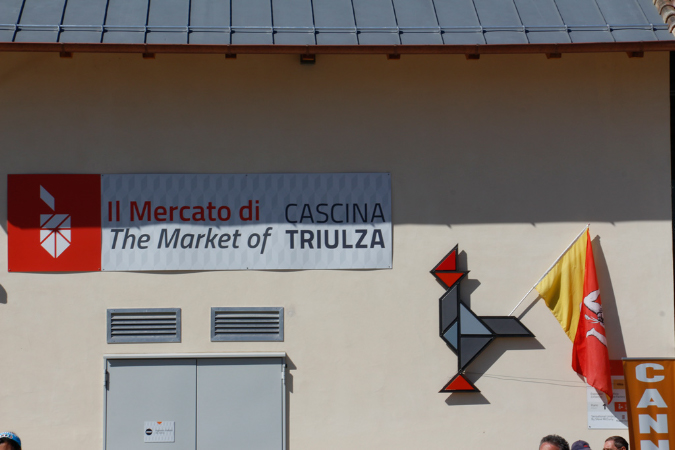 Il Mercato di
The Market of
CASCINA
TRIULZA
CANN